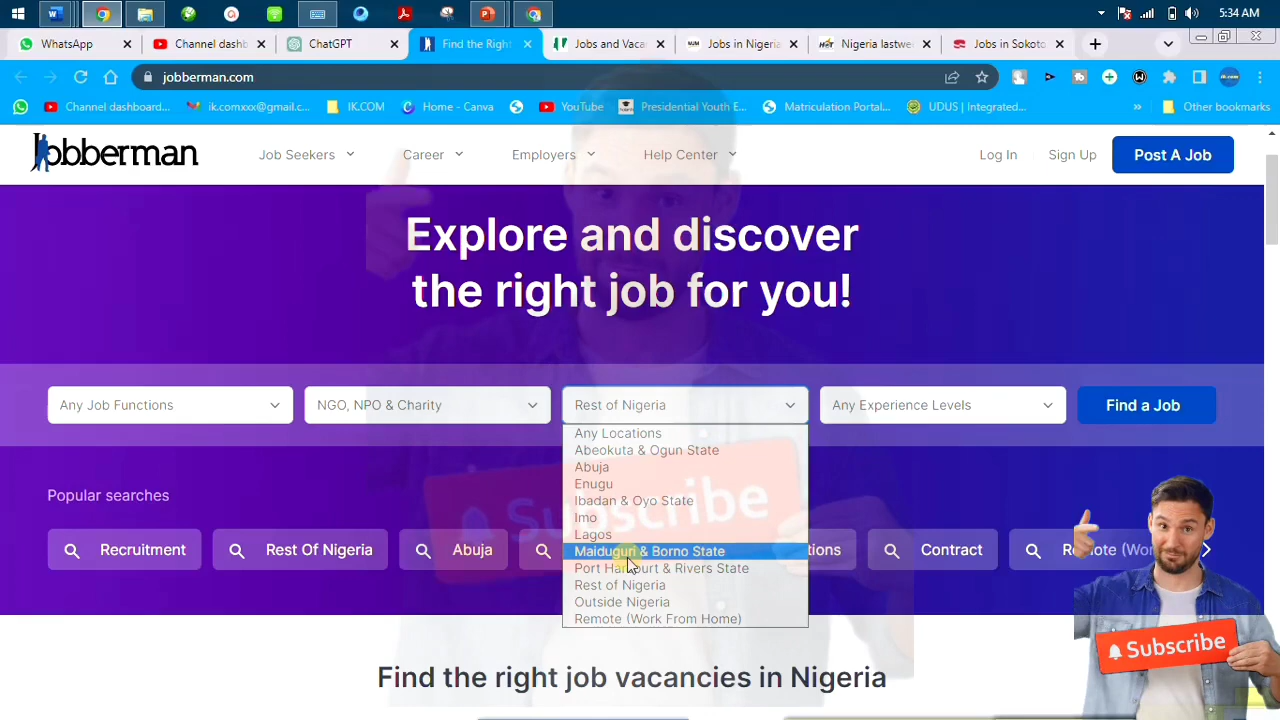 5:34 AM
WhatsApp
Channel dashb
ChatGPT
Find the Right
Jobs and Vaca
Jobs in Nigeria
Nigeria lastwe
Jobs in Sokoto
jobberman.com
Channel dashboard...
ik.comxxx@gmail.c...
IK.COM
Home - Canva
YouTube
Presidential Youth E...
Matriculation Portal...
UDUS | Integrated...
Other bookmarks
Jobberman
Job Seekers
Career
Employers
Help Center
Log In
Sign Up
Post A Job
Explore and discover
the right job for you!
Any Job Functions
NGO, NPO & Charity
Rest of Nigeria
Any Experience Levels
Find a Job
Any Locations
Abeokuta & Ogun State
Abuja
Enugu
Ibadan & Oyo State
Imo
Lagos
Maiduguri & Borno State
Port Harcourt & Rivers State
Rest of Nigeria
Outside Nigeria
Remote (Work From Home)
Popular searches
Recruitment
Rest Of Nigeria
Abuja
Contract
Subscribe
Subscribe
Find the right job vacancies in Nigeria